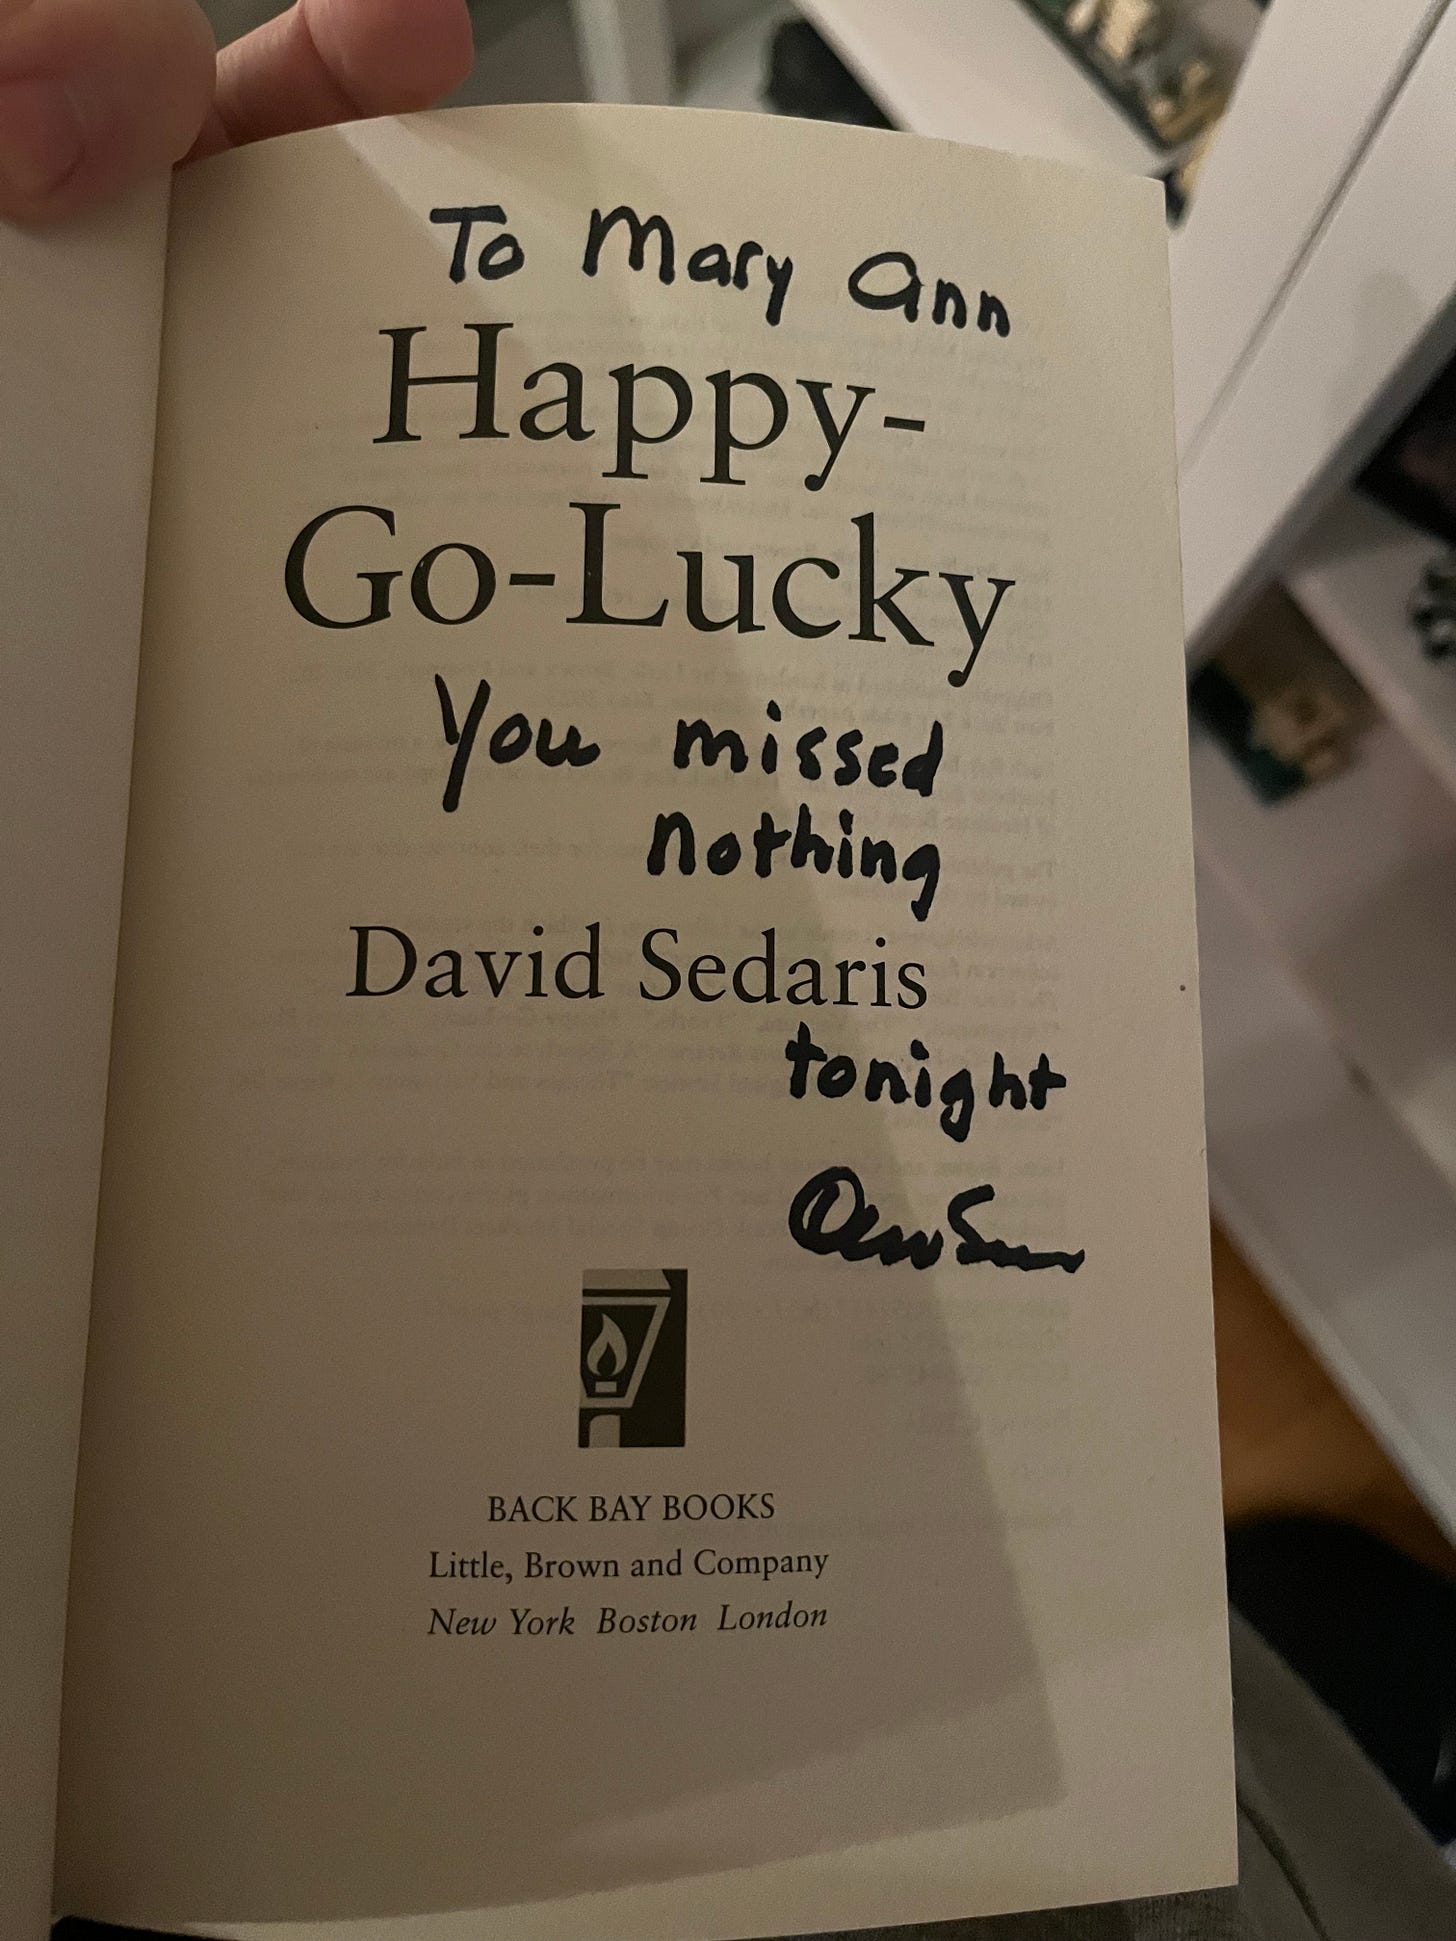 To Mary Ann
Happy-
Go-Lucky
You missed
nothing
David Sedaris
tonight
BACK BAY BOOKS
Little, Brown and Company
New York Boston London